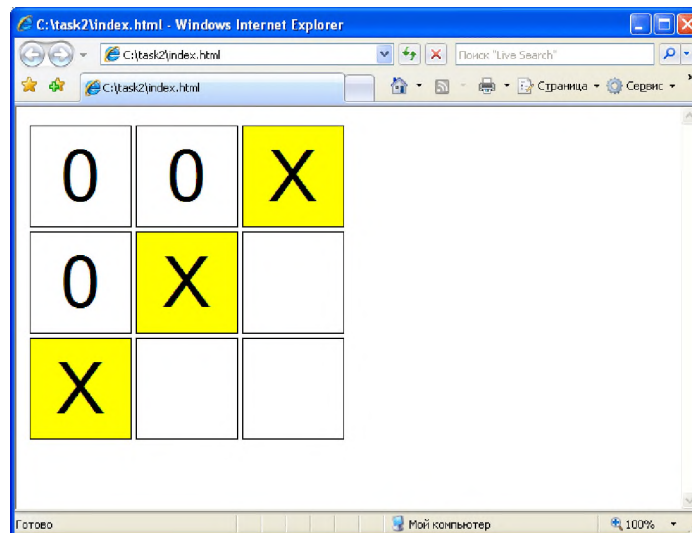 C:\task2\index.html - Windows Internet Explorer
C:\task2\index.html
Поиск "Live Search"
C:\task2\index.html
Страница
Сервис
0 0 X
0 X
X
Готово
Мой компьютер
100%